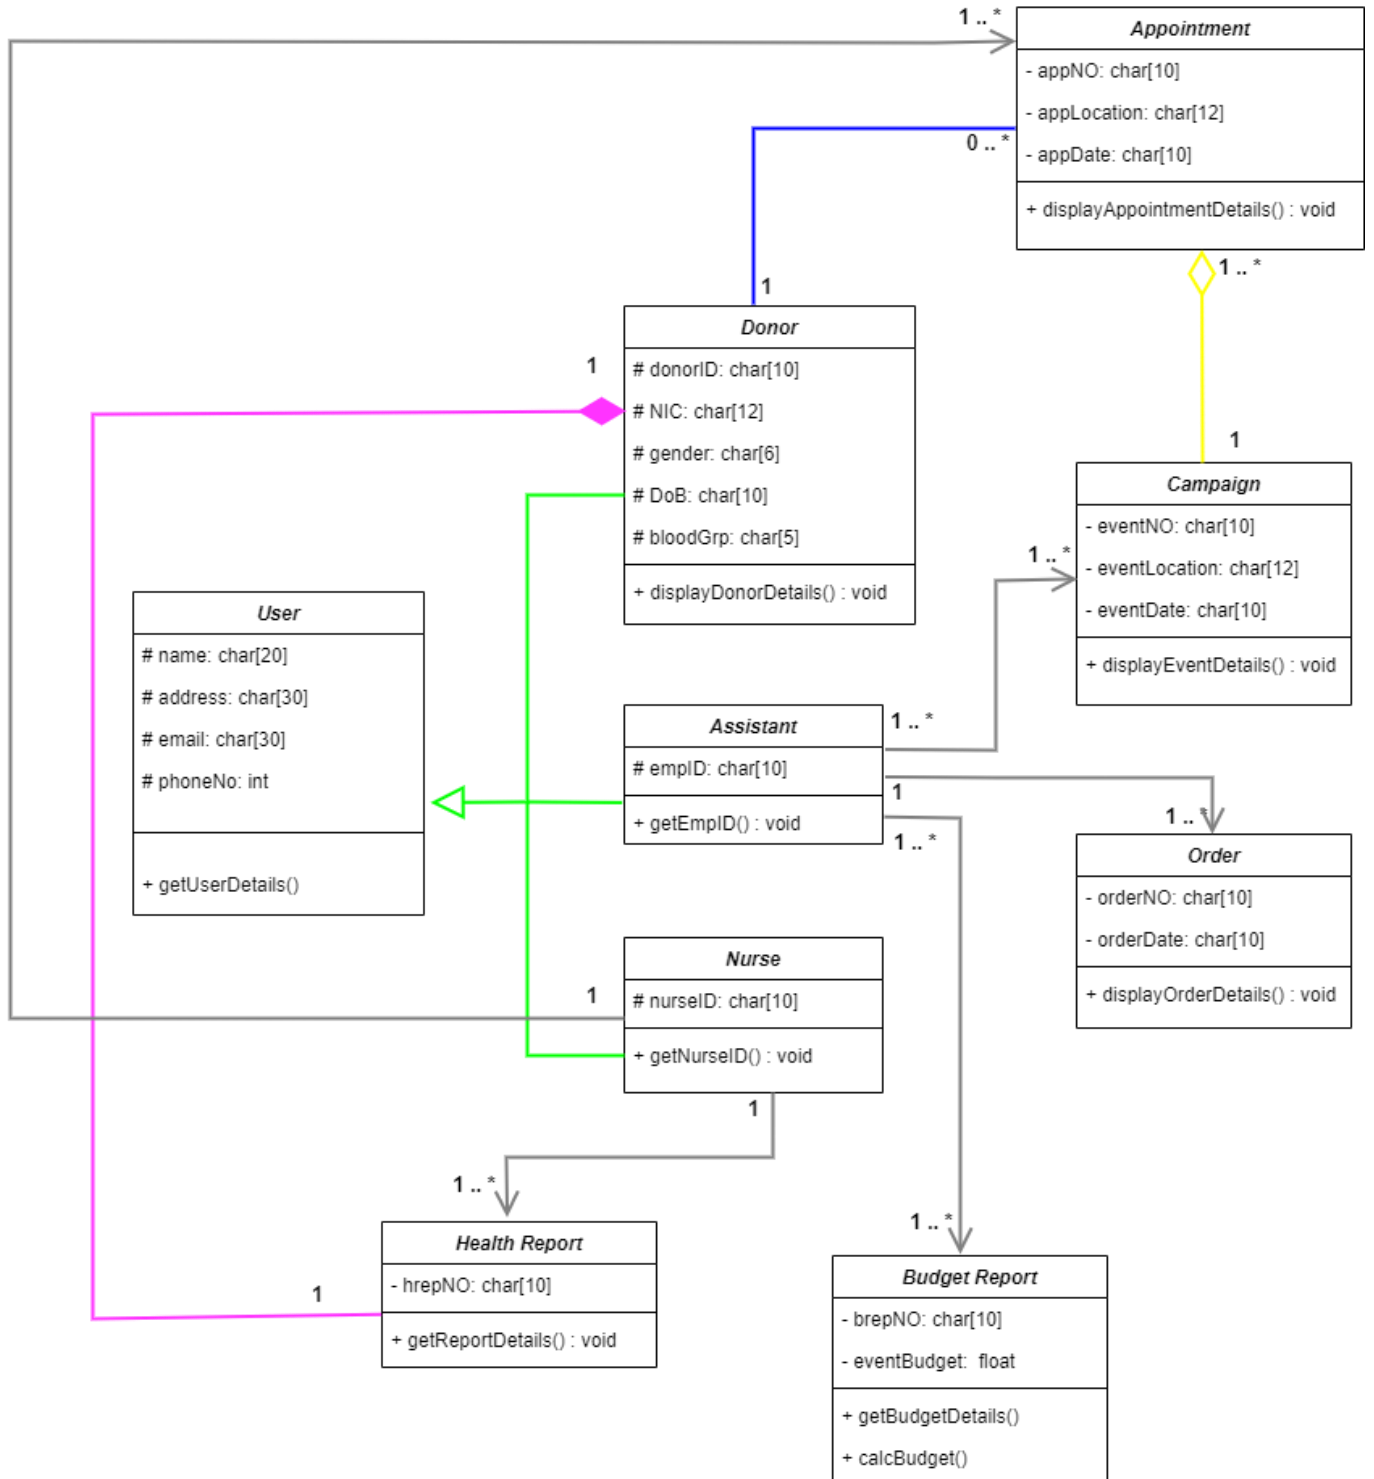 1 .. *
Appointment
- appNO: char[10]
- appLocation: char[12]
- appDate: char[10]
+ displayAppointmentDetails() : void
0 .. *
1 .. *
1
Donor
# donorID: char[10]
# NIC: char[12]
# gender: char[6]
# DoB: char[10]
# bloodGrp: char[5]
+ displayDonorDetails() : void
1
1
Campaign
- eventNO: char[10]
- eventLocation: char[12]
- eventDate: char[10]
+ displayEventDetails() : void
1 .. *
User
# name: char[20]
# address: char[30]
# email: char[30]
# phoneNo: int
+ getUserDetails()
Assistant
# empID: char[10]
+ getEmpID() : void
1 .. *
1
1 .. *
1 .. *
Order
- orderNO: char[10]
- orderDate: char[10]
+ displayOrderDetails() : void
Nurse
# nurseID: char[10]
+ getNurseID() : void
1
1
1 .. *
Health Report
- hrepNO: char[10]
+ getReportDetails() : void
1
1 .. *
Budget Report
- brepNO: char[10]
- eventBudget:  float
+ getBudgetDetails()
+ calcBudget()